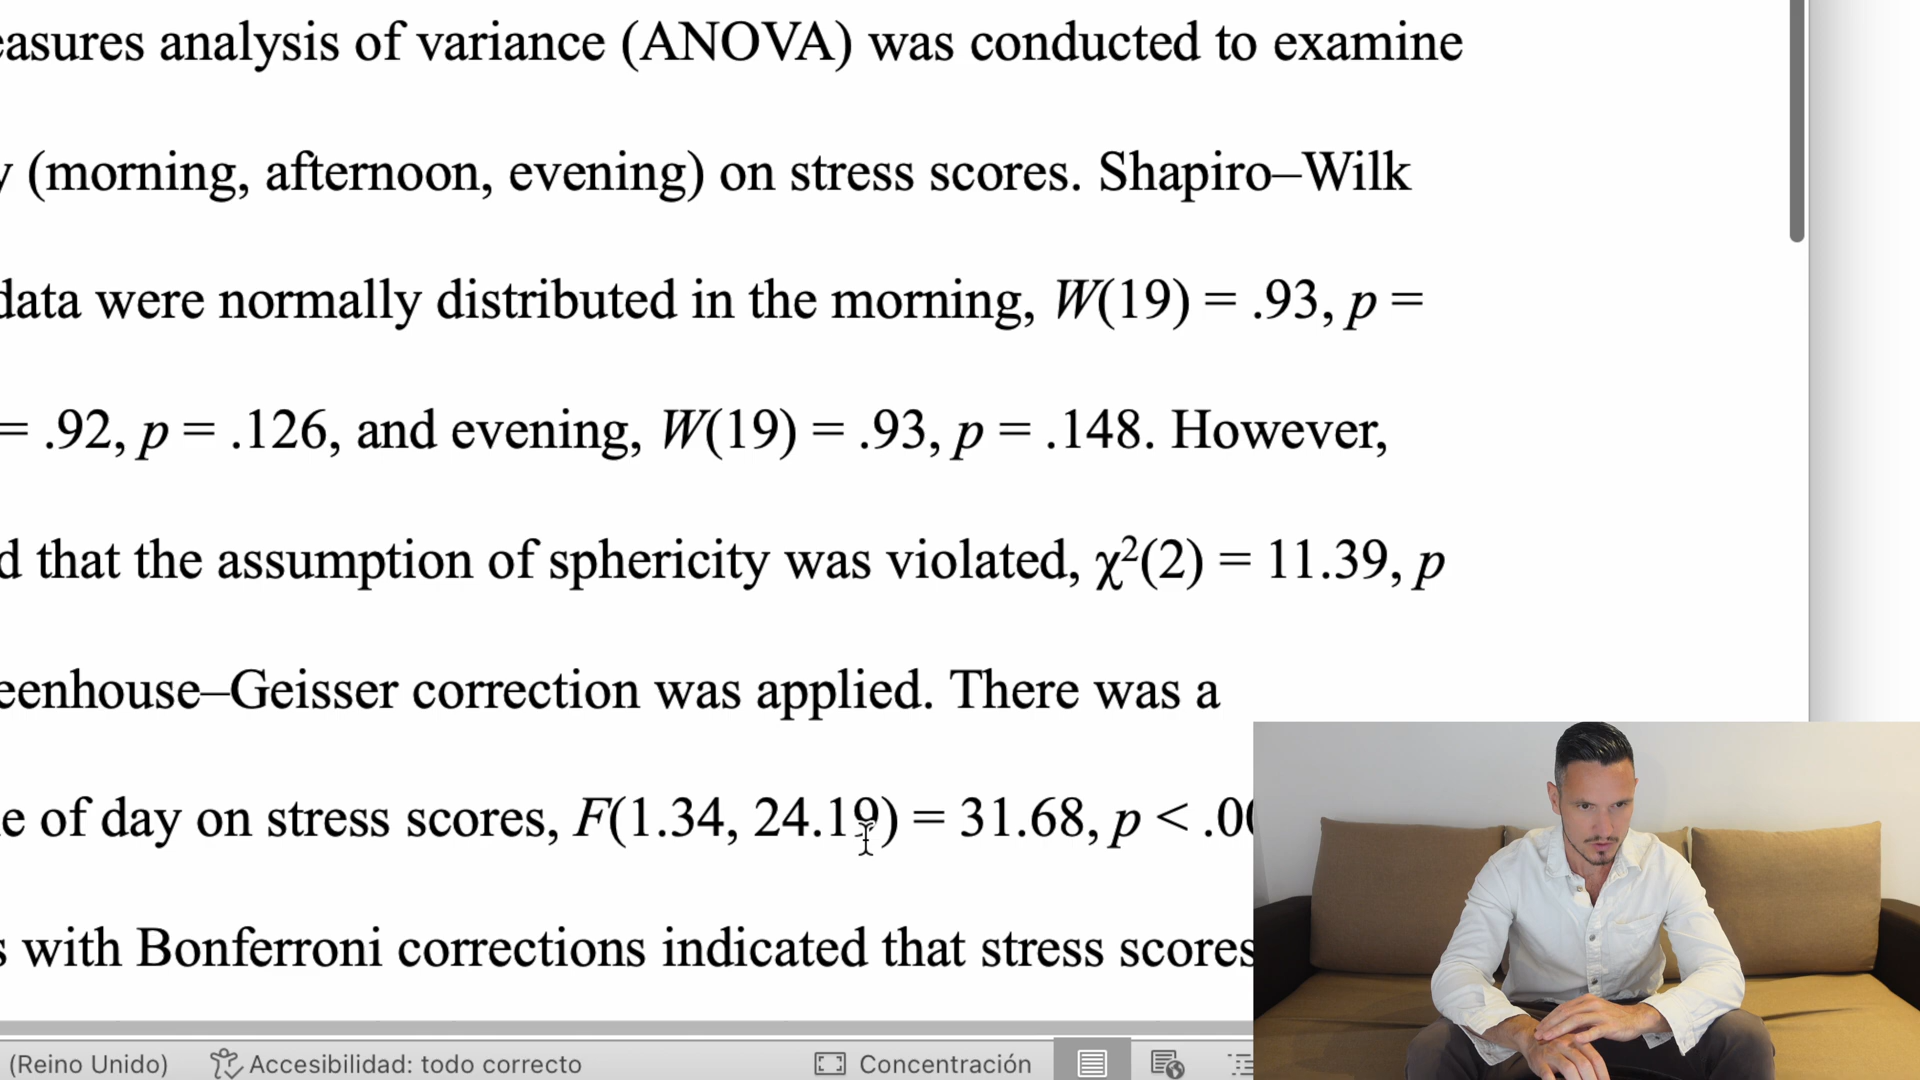 measures analysis of variance (ANOVA) was conducted to examine
(morning, afternoon, evening) on stress scores. Shapiro–Wilk
data were normally distributed in the morning, W(19) = .93, p =
= .92, p = .126, and evening, W(19) = .93, p = .148. However,
that the assumption of sphericity was violated, χ²(2) = 11.39, p
Greenhouse–Geisser correction was applied. There was a
of day on stress scores, F(1.34, 24.19) = 31.68, p <
with Bonferroni corrections indicated that stress scores
(Reino Unido) Accesibilidad: todo correcto Concentración